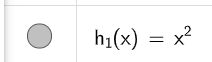 h₁(x) = x²